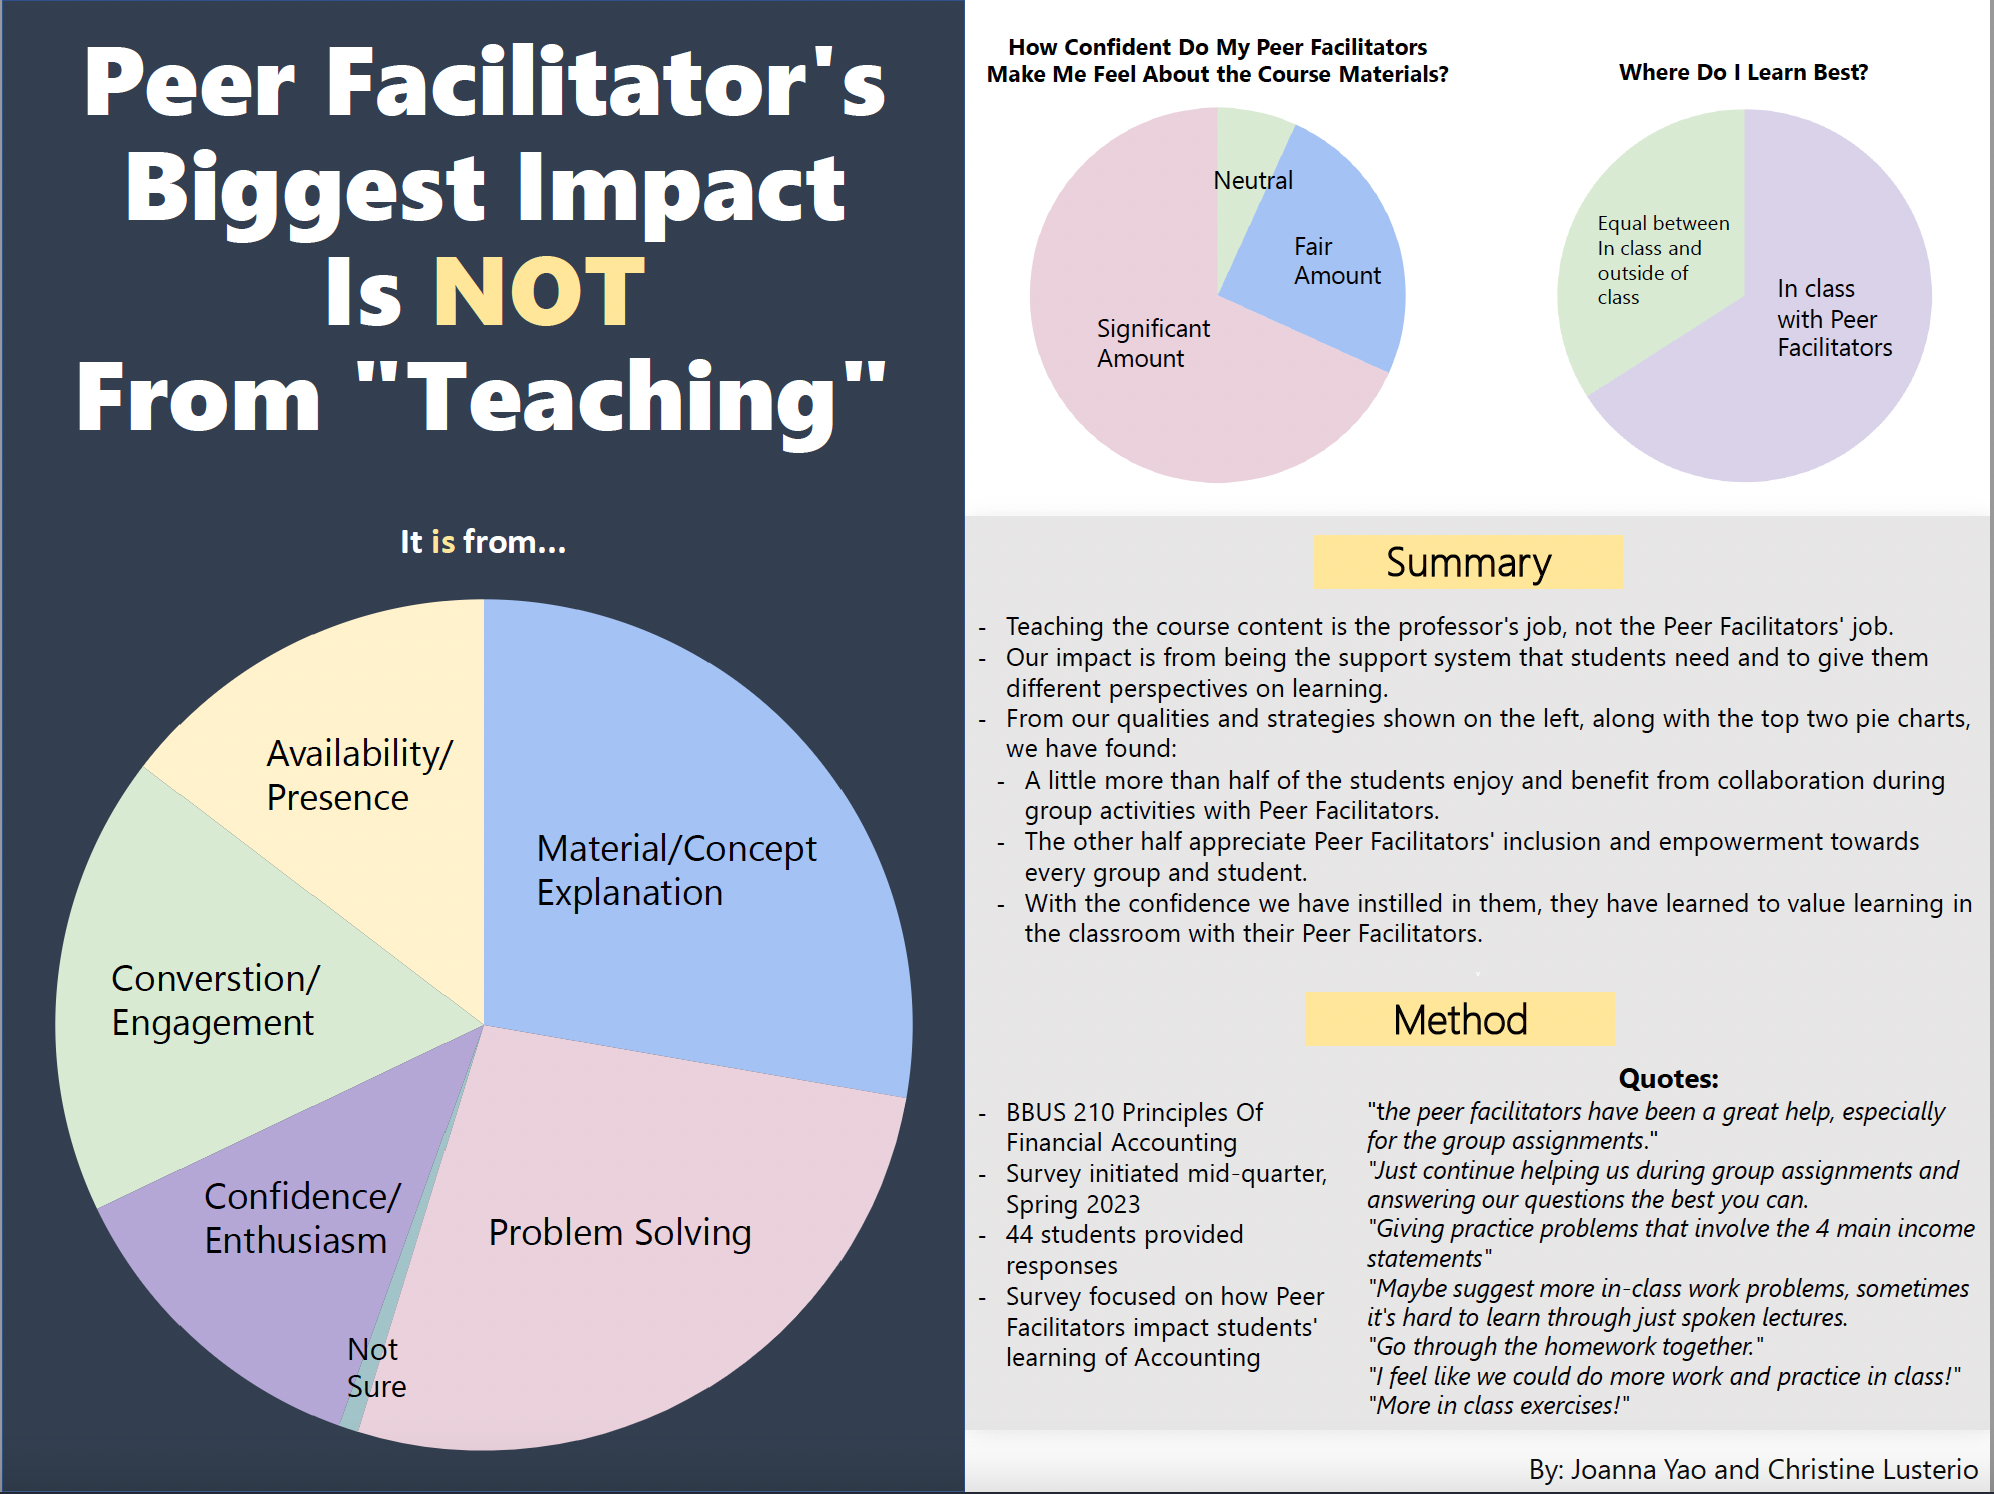 Peer Facilitator's
Biggest Impact
Is NOT
From "Teaching"
It is from...
Availability/
Presence
Material/Concept
Explanation
Converstion/
Engagement
Confidence/
Enthusiasm
Problem Solving
Not
Sure
How Confident Do My Peer Facilitators
Make Me Feel About the Course Materials?
Neutral
Fair
Amount
Significant
Amount
Where Do I Learn Best?
Equal between
In class and
outside of
class
In class
with Peer
Facilitators
Summary
- Teaching the course content is the professor's job, not the Peer Facilitators' job.
- Our impact is from being the support system that students need and to give them
different perspectives on learning.
- From our qualities and strategies shown on the left, along with the top two pie charts,
we have found:
- A little more than half of the students enjoy and benefit from collaboration during
group activities with Peer Facilitators.
- The other half appreciate Peer Facilitators' inclusion and empowerment towards
every group and student.
- With the confidence we have instilled in them, they have learned to value learning in
the classroom with their Peer Facilitators.
Method
- BBUS 210 Principles Of
Financial Accounting
- Survey initiated mid-quarter,
Spring 2023
- 44 students provided
responses
- Survey focused on how Peer
Facilitators impact students'
learning of Accounting
Quotes:
"the peer facilitators have been a great help, especially
for the group assignments."
"Just continue helping us during group assignments and
answering our questions the best you can.
"Giving practice problems that involve the 4 main income
statements"
"Maybe suggest more in-class work problems, sometimes
it's hard to learn through just spoken lectures.
"Go through the homework together."
"I feel like we could do more work and practice in class!"
"More in class exercises!"
By: Joanna Yao and Christine Lusterio